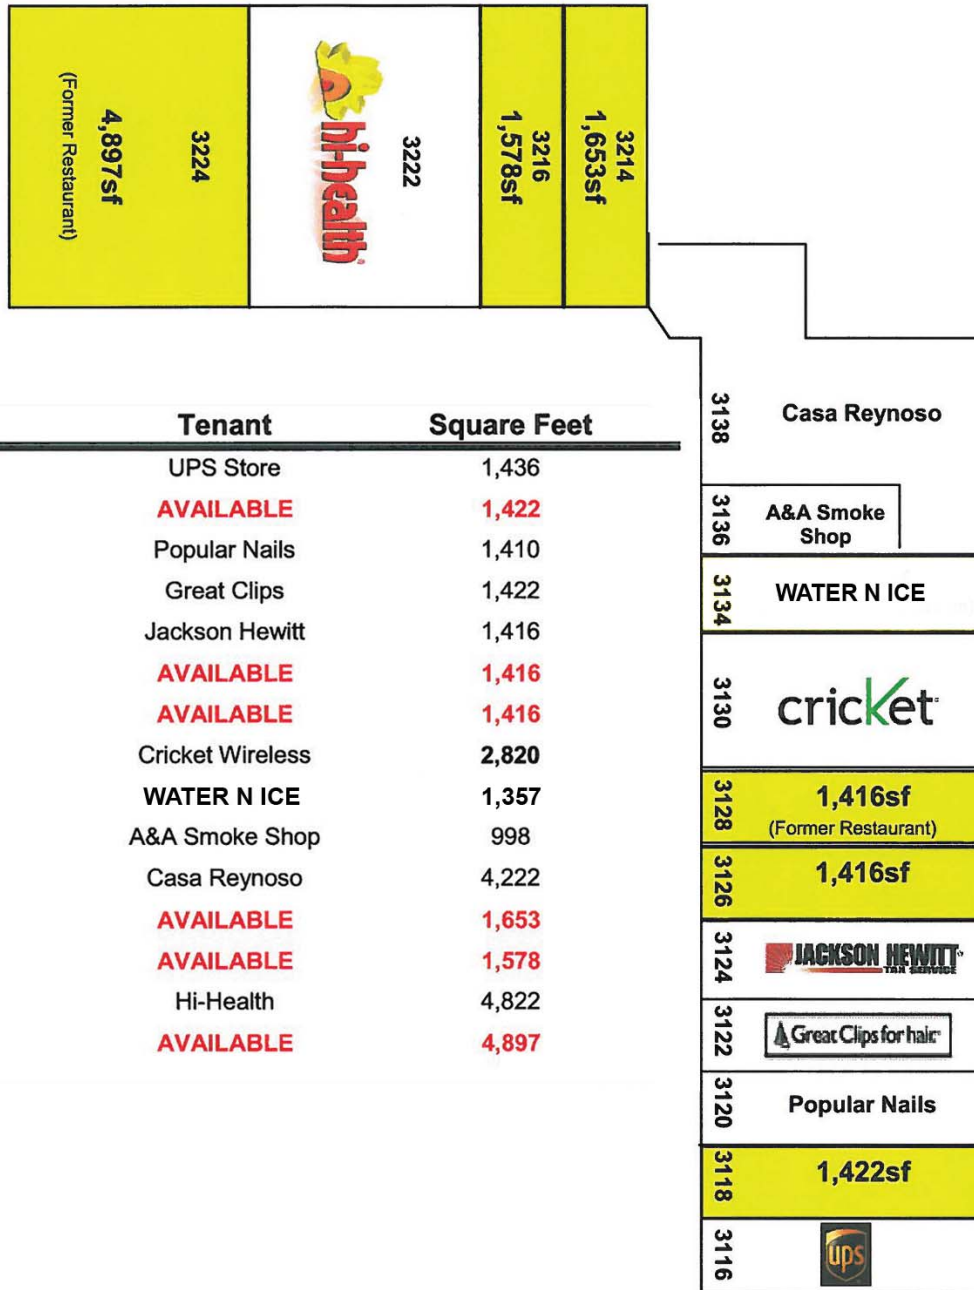 3224
4,897sf
(Former Restaurant)
3222
hi-health
3216
1,578sf
3214
1,653sf
Tenant Square Feet
UPS Store 1,436
AVAILABLE 1,422
Popular Nails 1,410
Great Clips 1,422
Jackson Hewitt 1,416
AVAILABLE 1,416
AVAILABLE 1,416
Cricket Wireless 2,820
WATER N ICE 1,357
A&A Smoke Shop 998
Casa Reynoso 4,222
AVAILABLE 1,653
AVAILABLE 1,578
Hi-Health 4,822
AVAILABLE 4,897
3138 Casa Reynoso
3136 A&A Smoke
Shop
3134 WATER N ICE
3130 cricket
3128 1,416sf
(Former Restaurant)
3126 1,416sf
3124 JACKSON HEWITT
TAX SERVICE
3122 Great Clips for hair
3120 Popular Nails
3118 1,422sf
3116 ups